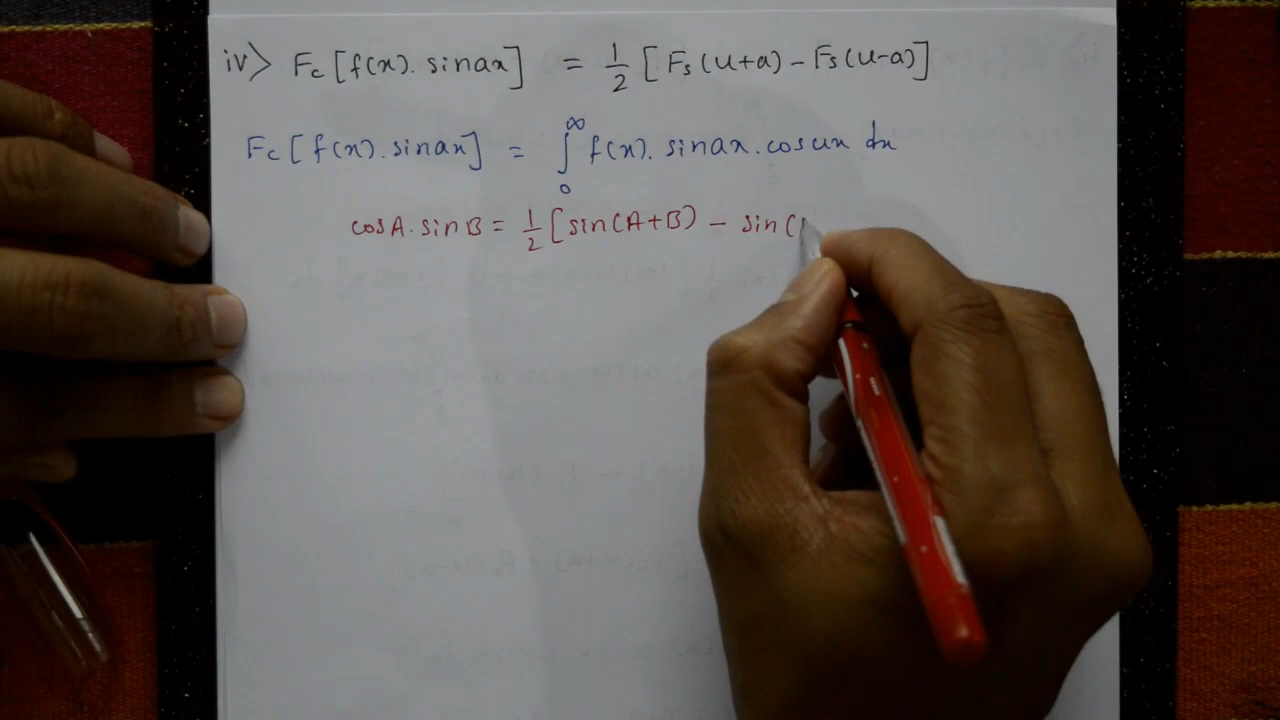 iv> Fc [f(x). sinax] = 1/2 [Fs (u+a) - Fs (u-a)]
Fc [f(x). sinax] = ∫₀^∞ f(x). sinax. cosux dx
cosA. sinB = 1/2 [sin(A+B) - sin(